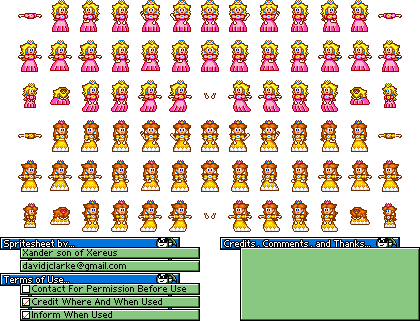 Spritesheet by...
Xander son of Xereus
davidjclarke@gmail.com
Terms of Use...
Contact For Permission Before Use
Credit Where And When Used
Inform When Used
Credits, Comments, and Thanks...